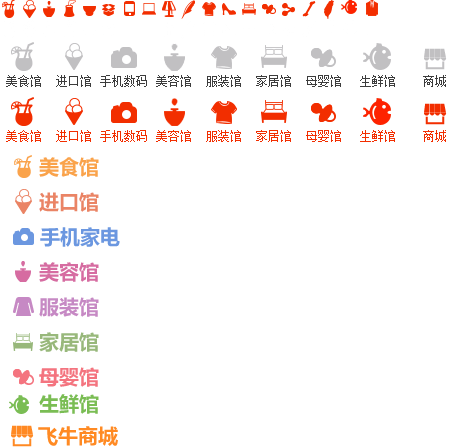 美食馆 进口馆 手机数码 美容馆 服装馆 家居馆 母婴馆 生鲜馆 商城
美食馆 进口馆 手机数码 美容馆 服装馆 家居馆 母婴馆 生鲜馆 商城
美食馆
进口馆
手机家电
美容馆
服装馆
家居馆
母婴馆
生鲜馆
飞牛商城